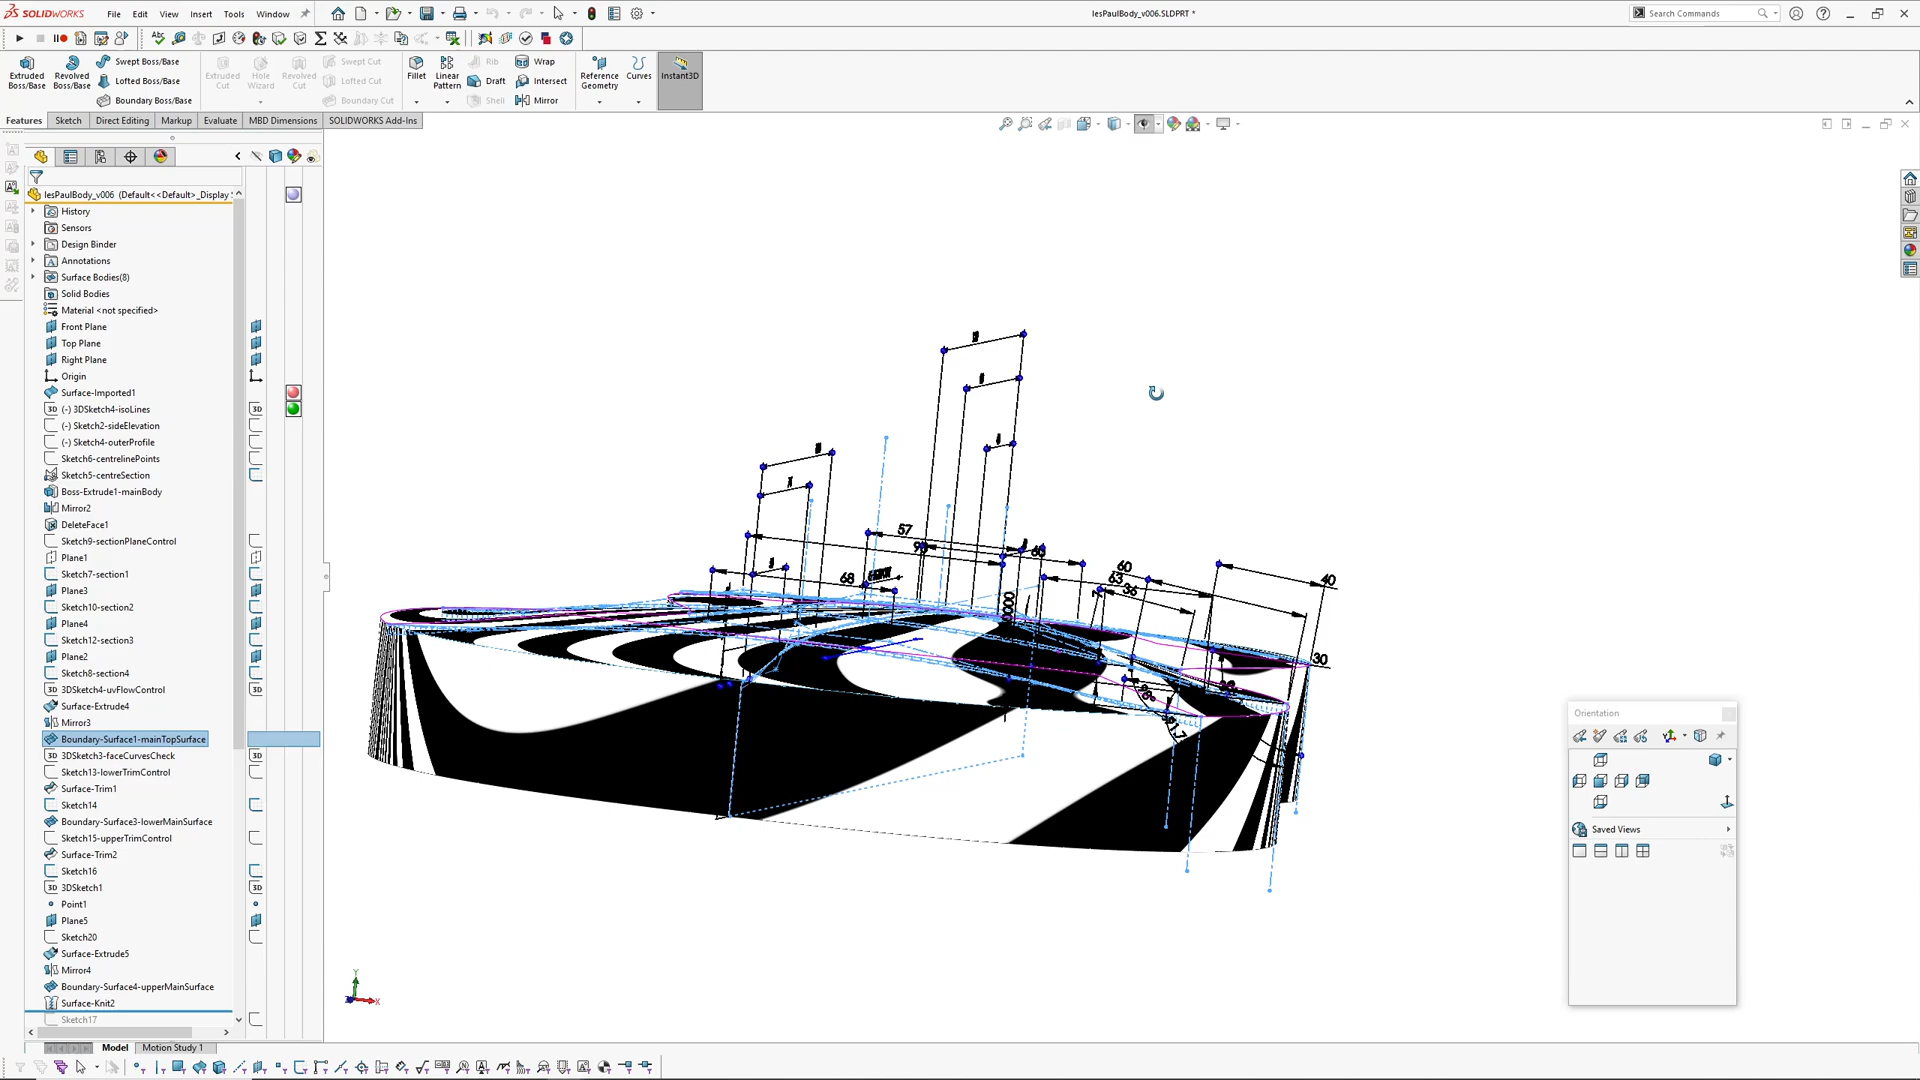 SOLIDWORKS
File Edit View Insert Tools Window
lesPaulBody_v006.SLDPRT *
Search Commands
Extruded Boss/Base
Revolved Boss/Base
Swept Boss/Base
Lofted Boss/Base
Boundary Boss/Base
Extruded Cut
Hole Wizard
Revolved Cut
Swept Cut
Lofted Cut
Boundary Cut
Fillet
Linear Pattern
Rib
Draft
Shell
Wrap
Intersect
Mirror
Reference Geometry
Curves
Instant3D
Features Sketch Direct Editing Markup Evaluate MBD Dimensions SOLIDWORKS Add-Ins
lesPaulBody_v006 (Default<<Default>_Display
History
Sensors
Design Binder
Annotations
Surface Bodies(8)
Solid Bodies
Material <not specified>
Front Plane
Top Plane
Right Plane
Origin
Surface-Imported1
(-) 3DSketch4-isoLines
(-) Sketch2-sideElevation
(-) Sketch4-outerProfile
Sketch6-centrelinePoints
Sketch5-centreSection
Boss-Extrude1-mainBody
Mirror2
DeleteFace1
Sketch9-sectionPlaneControl
Plane1
Sketch7-section1
Plane3
Sketch10-section2
Plane4
Sketch12-section3
Plane2
Sketch8-section4
3DSketch4-uvFlowControl
Surface-Extrude4
Mirror3
Boundary-Surface1-mainTopSurface
3DSketch3-faceCurvesCheck
Sketch13-lowerTrimControl
Surface-Trim1
Sketch14
Boundary-Surface3-lowerMainSurface
Sketch15-upperTrimControl
Surface-Trim2
Sketch16
3DSketch1
Point1
Plane5
Sketch20
Surface-Extrude5
Mirror4
Boundary-Surface4-upperMainSurface
Surface-Knit2
Sketch17
57
68
60
63
36
40
30
Y
X
Orientation
Saved Views
Model Motion Study 1